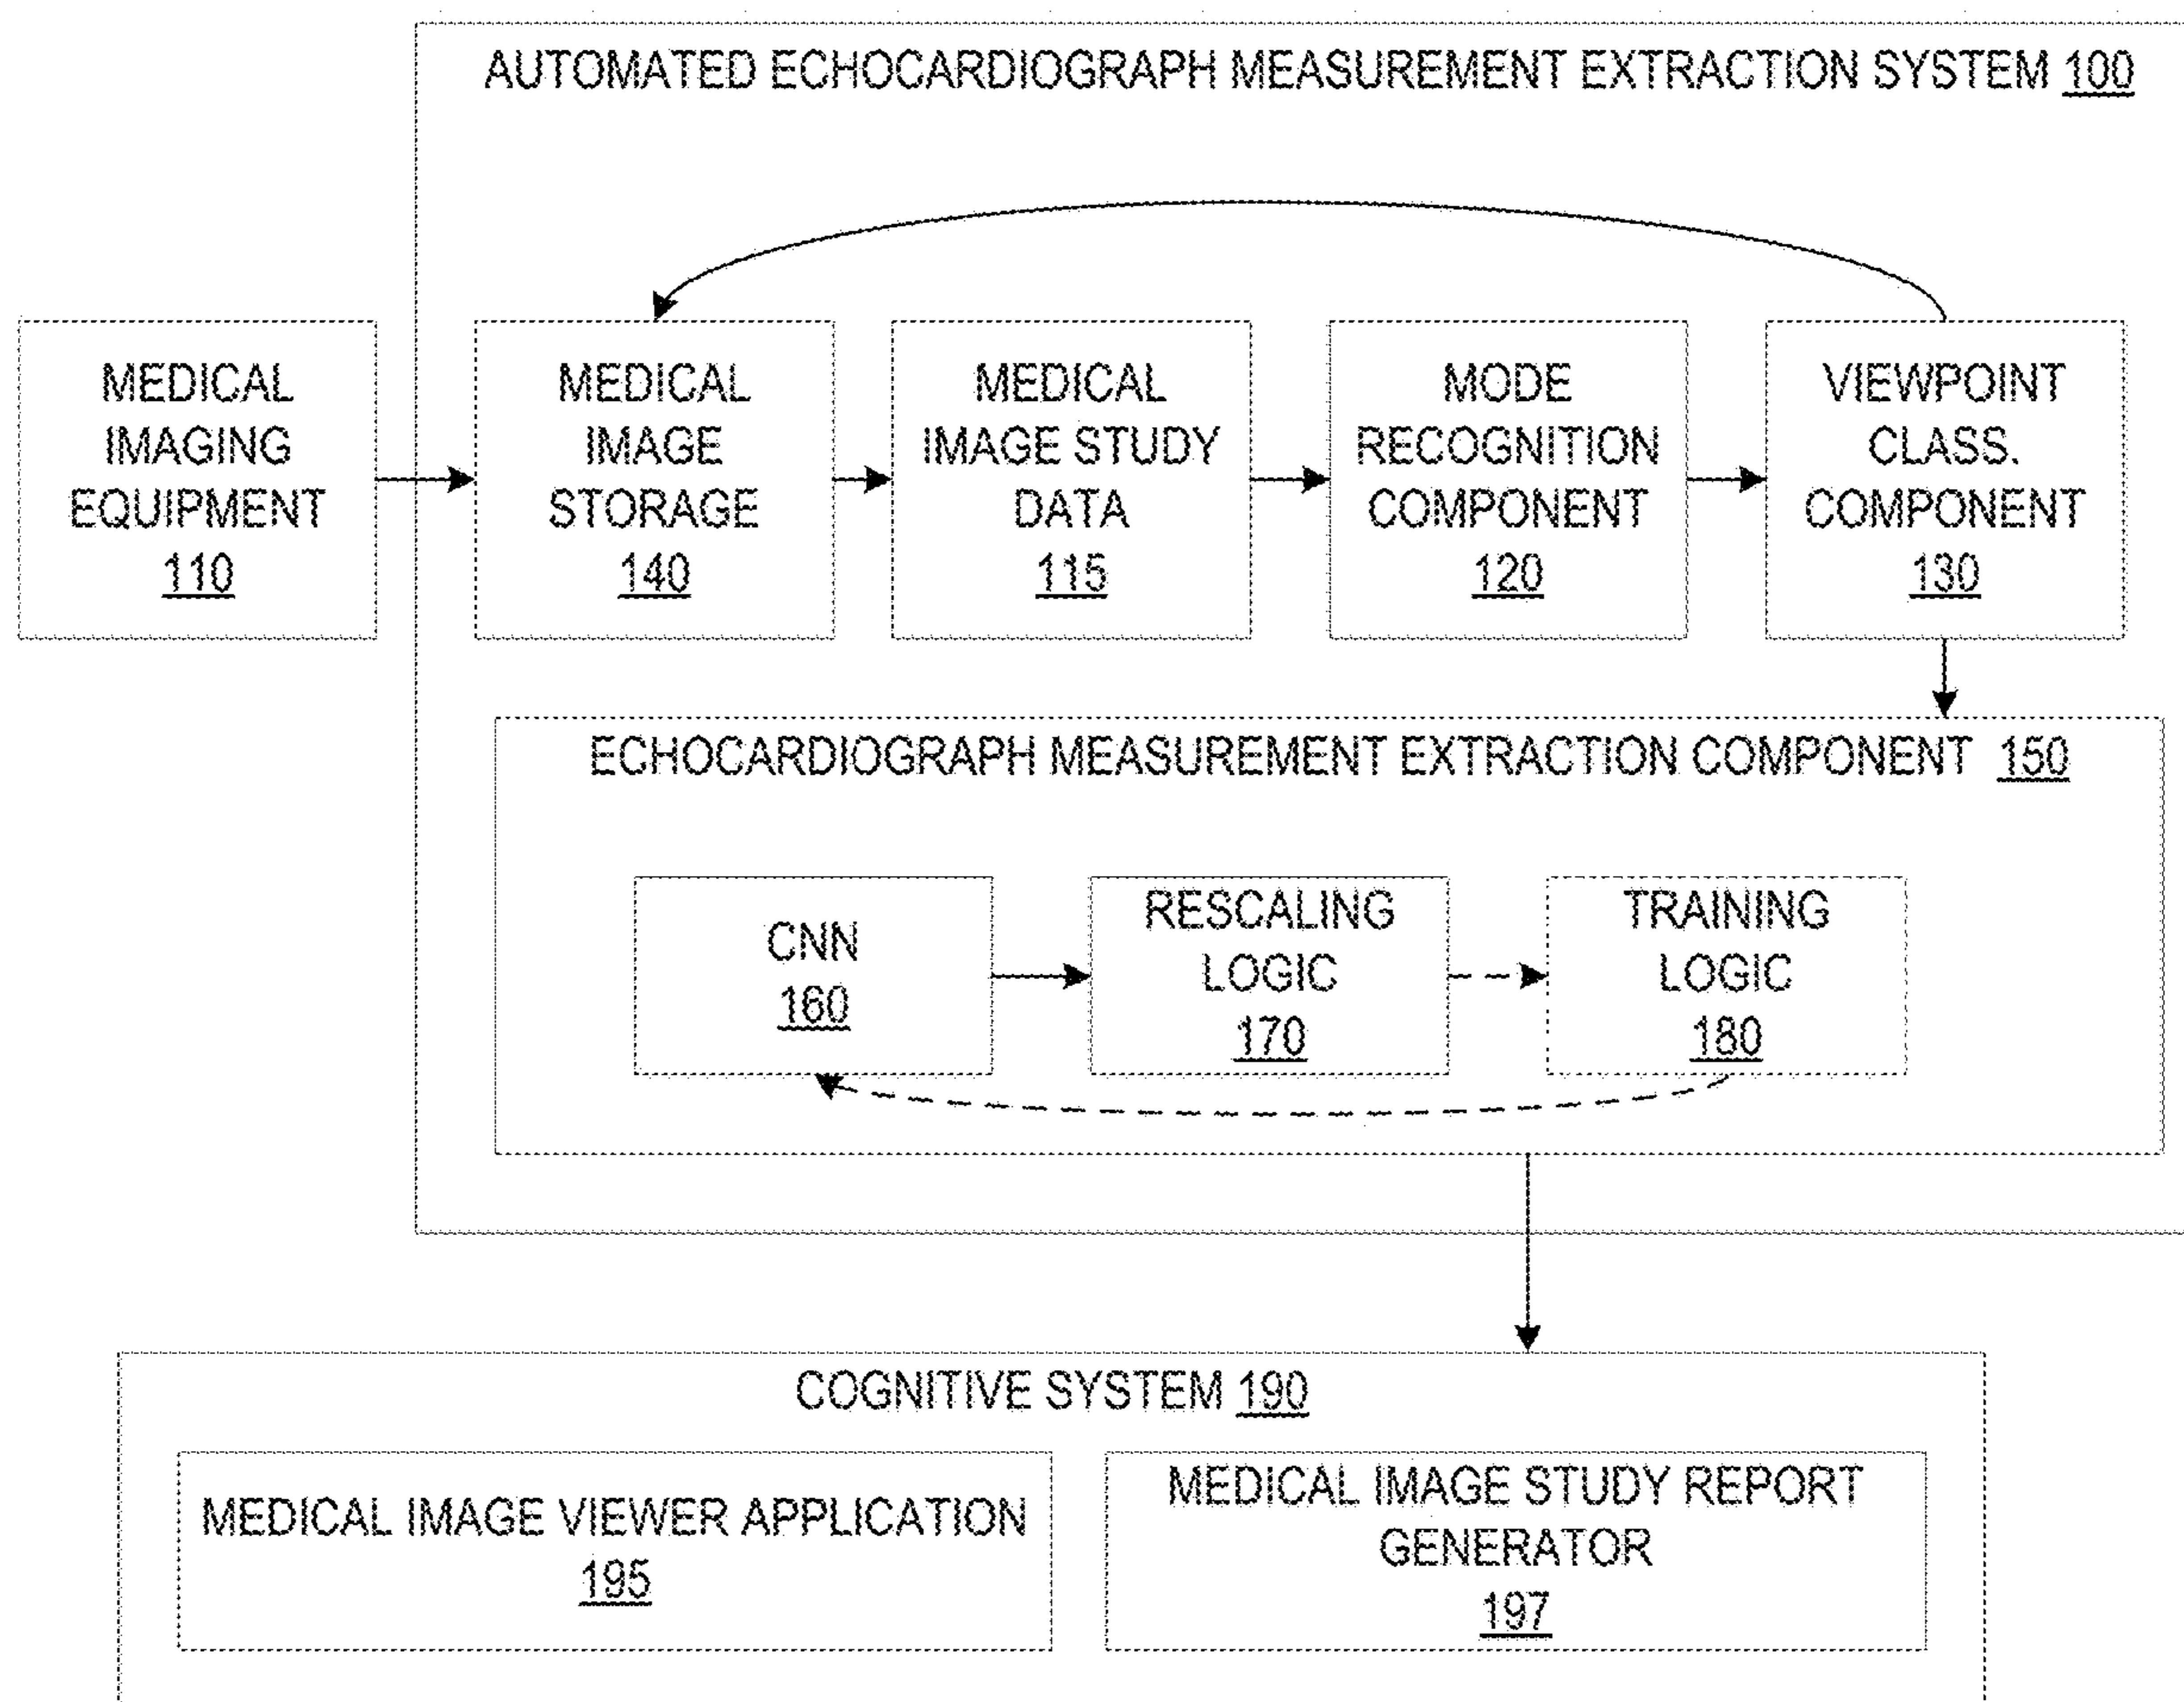 AUTOMATED ECHOCARDIOGRAPH MEASUREMENT EXTRACTION SYSTEM 100
MEDICAL
IMAGING
EQUIPMENT
110
MEDICAL
IMAGE
STORAGE
140
MEDICAL
IMAGE STUDY
DATA
115
MODE
RECOGNITION
COMPONENT
120
VIEWPOINT
CLASS.
COMPONENT
130
ECHOCARDIOGRAPH MEASUREMENT EXTRACTION COMPONENT 150
CNN
160
RESCALING
LOGIC
170
TRAINING
LOGIC
180
COGNITIVE SYSTEM 190
MEDICAL IMAGE VIEWER APPLICATION
195
MEDICAL IMAGE STUDY REPORT
GENERATOR
197